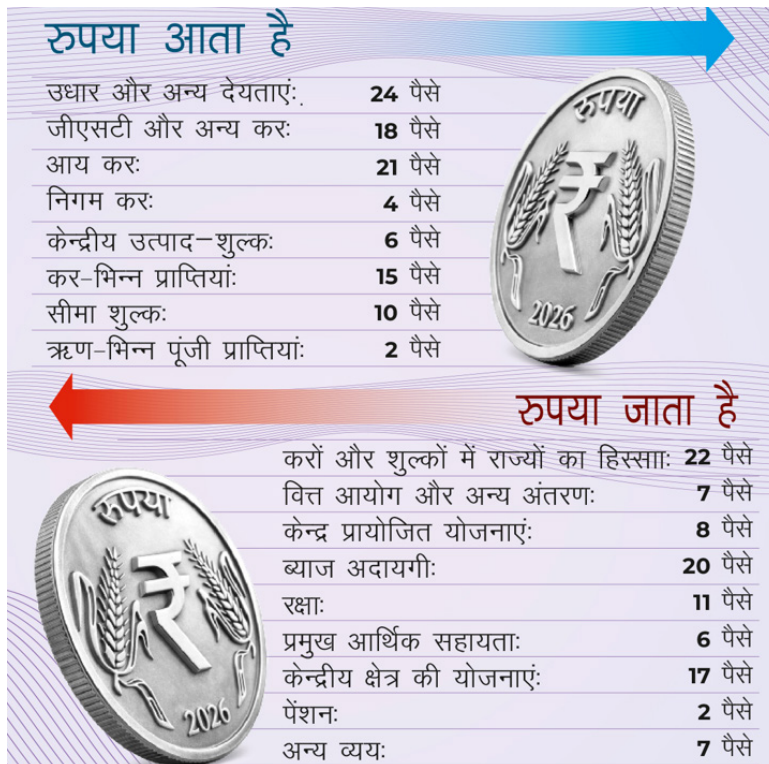 रुपया आता है
उधार और अन्य देयताएंः 24 पैसे
जीएसटी और अन्य करः 18 पैसे
आय करः 21 पैसे
निगम करः 4 पैसे
केन्द्रीय उत्पाद–शुल्कः 6 पैसे
कर–भिन्न प्राप्तियांः 15 पैसे
सीमा शुल्कः 10 पैसे
ऋण–भिन्न पूंजी प्राप्तियांः 2 पैसे
रुपया
₹
2026
रुपया जाता है
करों और शुल्कों में राज्यों का हिस्सााः 22 पैसे
वित्त आयोग और अन्य अंतरणः 7 पैसे
केन्द्र प्रायोजित योजनाएंः 8 पैसे
ब्याज अदायगीः 20 पैसे
रक्षाः 11 पैसे
प्रमुख आर्थिक सहायताः 6 पैसे
केन्द्रीय क्षेत्र की योजनाएंः 17 पैसे
पेंशनः 2 पैसे
अन्य व्ययः 7 पैसे
रुपया
₹
2026